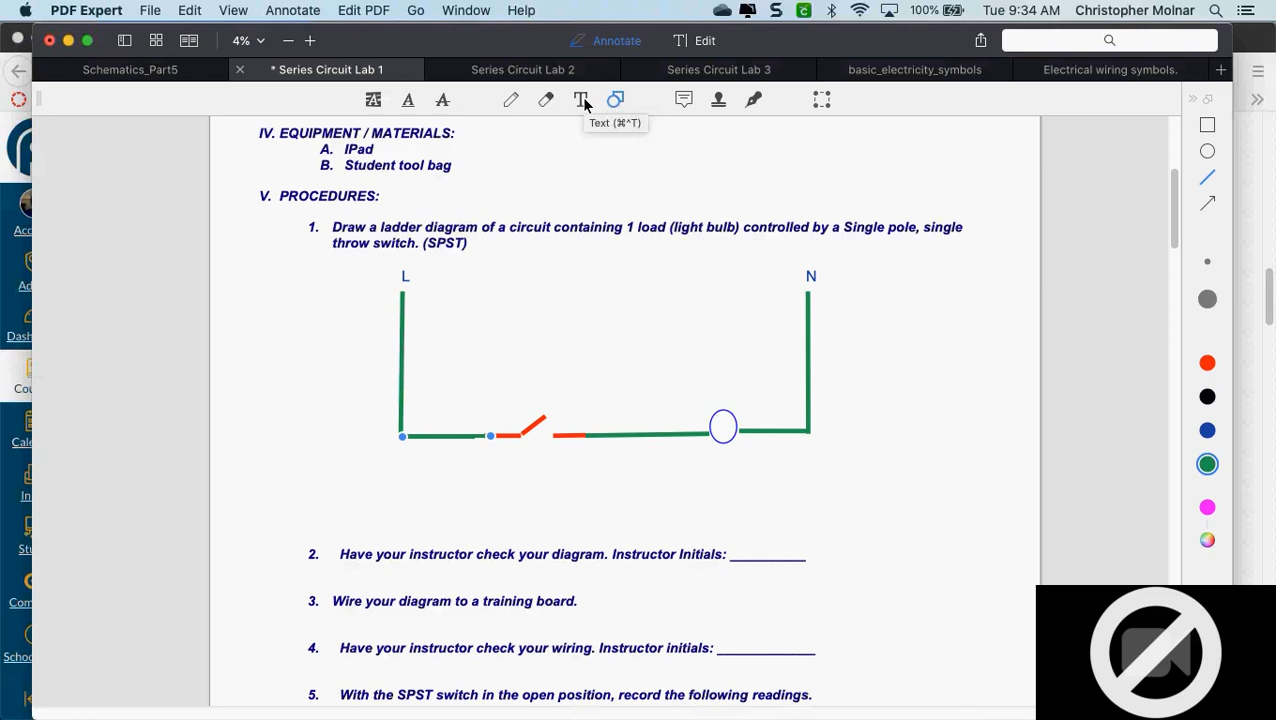 PDF Expert File Edit View Annotate Edit PDF Go Window Help 100% Tue 9:34 AM Christopher Molnar
4% Annotate Edit
Schematics_Part5 * Series Circuit Lab 1 Series Circuit Lab 2 Series Circuit Lab 3 basic_electricity_symbols Electrical wiring symbols.
Text (⌘^T)
IV. EQUIPMENT / MATERIALS:
A. IPad
B. Student tool bag
V. PROCEDURES:
1. Draw a ladder diagram of a circuit containing 1 load (light bulb) controlled by a Single pole, single
throw switch. (SPST)
L N
2. Have your instructor check your diagram. Instructor Initials: __________
3. Wire your diagram to a training board.
4. Have your instructor check your wiring. Instructor initials: _____________
5. With the SPST switch in the open position, record the following readings.